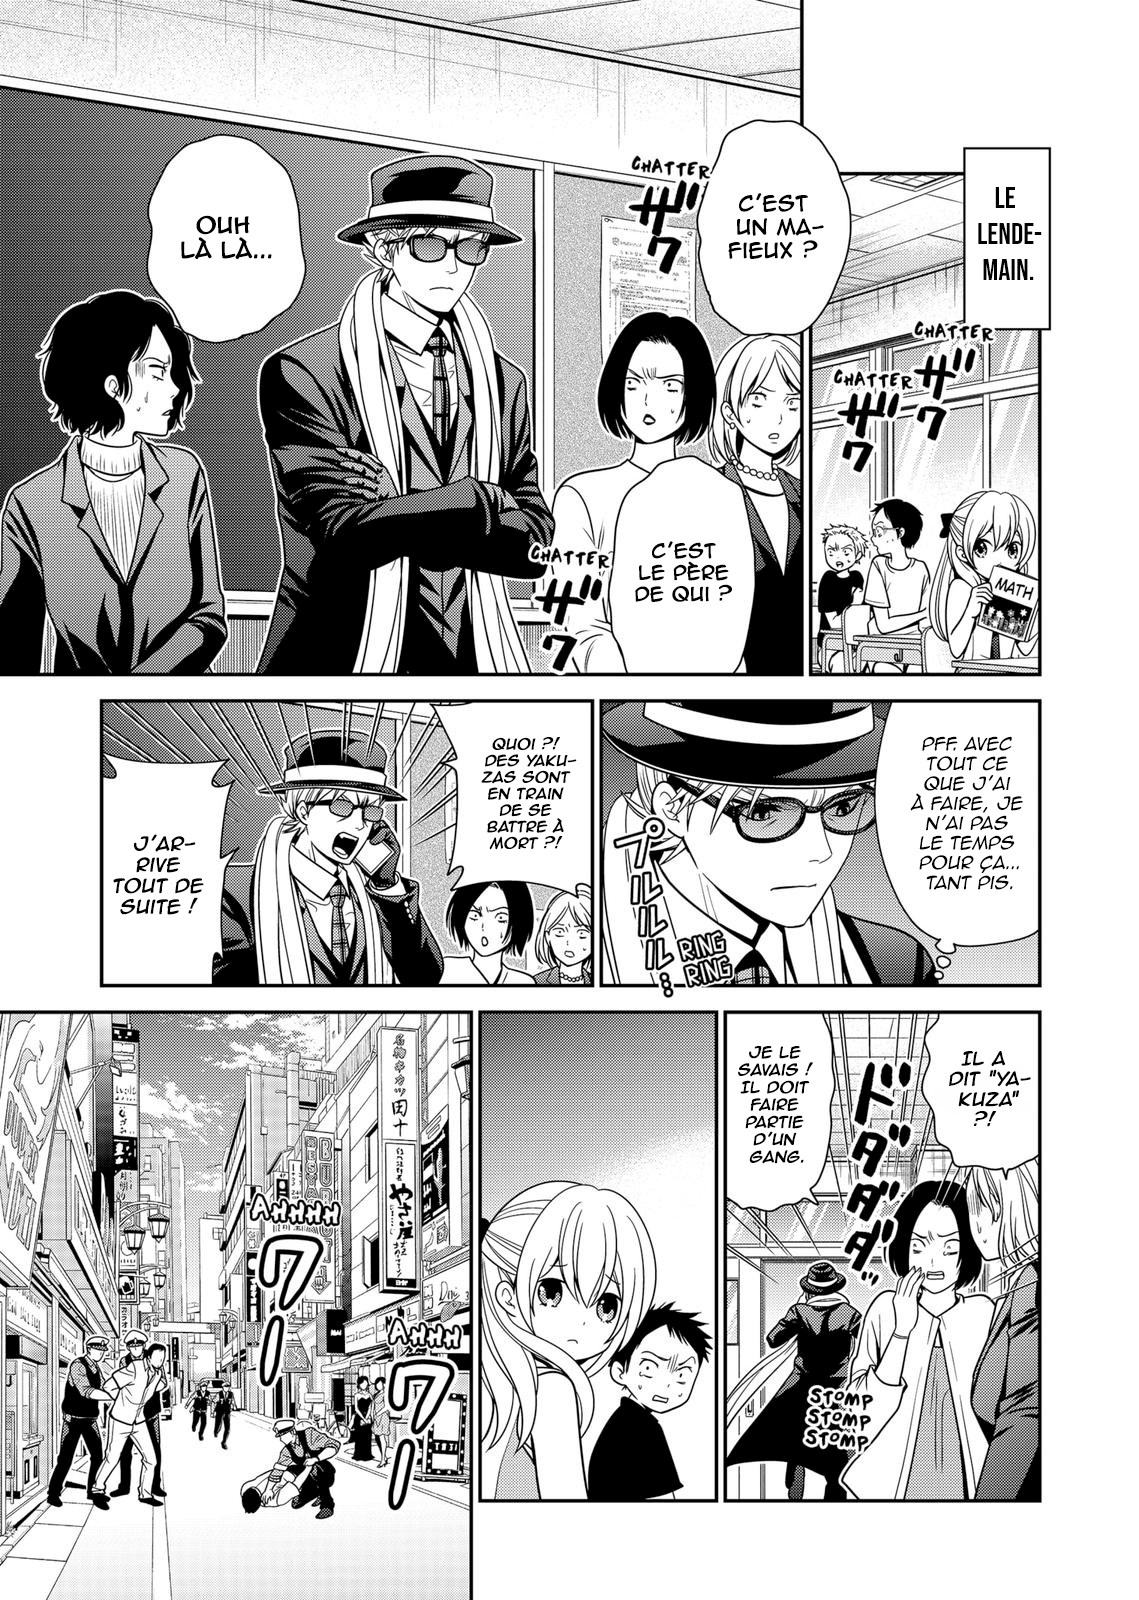 LE
LENDE-
MAIN.
CHATTER
ザワ
CHATTER
ザワ
MATH
C'EST
UN MA-
FIEUX ?
CHATTER
ザワ
C'EST
LE PÈRE
DE QUI ?
CHATTER
ザワ
OUH
LÀ LÀ...
PFF. AVEC
TOUT CE
QUE J'AI
À FAIRE, JE
N'AI PAS
LE TEMPS
POUR ÇA...
TANT PIS.
プルルルル…
RING
RING
QUOI ?!
DES YAKU-
ZAS SONT
EN TRAIN
DE SE
BATTRE À
MORT ?!
J'AR-
RIVE
TOUT DE
SUITE !
IL A
DIT "YA-
KUZA"
?!
JE LE
SAVAIS !
IL DOIT
FAIRE
PARTIE
D'UN
GANG.
ドダダダッ
STOMP
STOMP
STOMP
AHHHH
ワー
AHHH
ワー